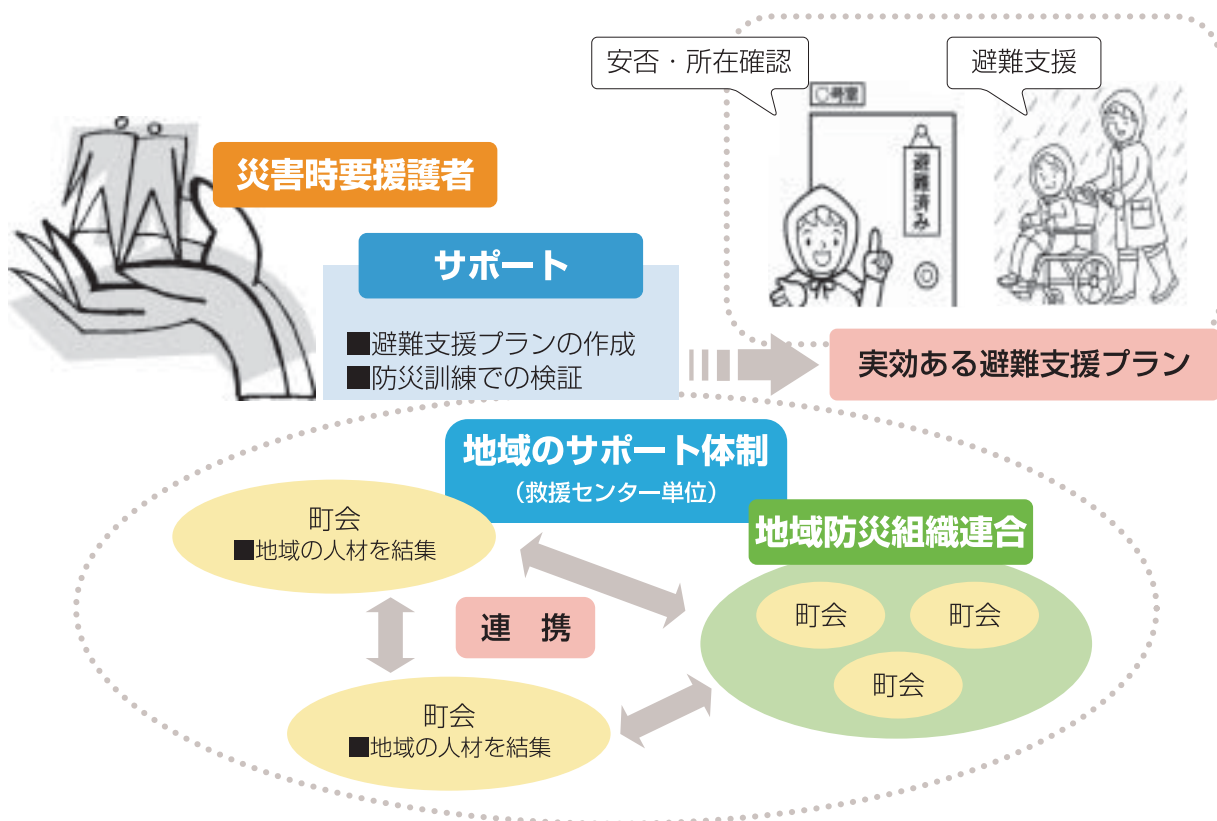 安否・所在確認
避難支援
○号室
避難済み
災害時要援護者
サポート
■避難支援プランの作成
■防災訓練での検証
実効ある避難支援プラン
地域のサポート体制
（救援センター単位）
地域防災組織連合
町会
■地域の人材を結集
連　携
町会
町会
町会
町会
■地域の人材を結集